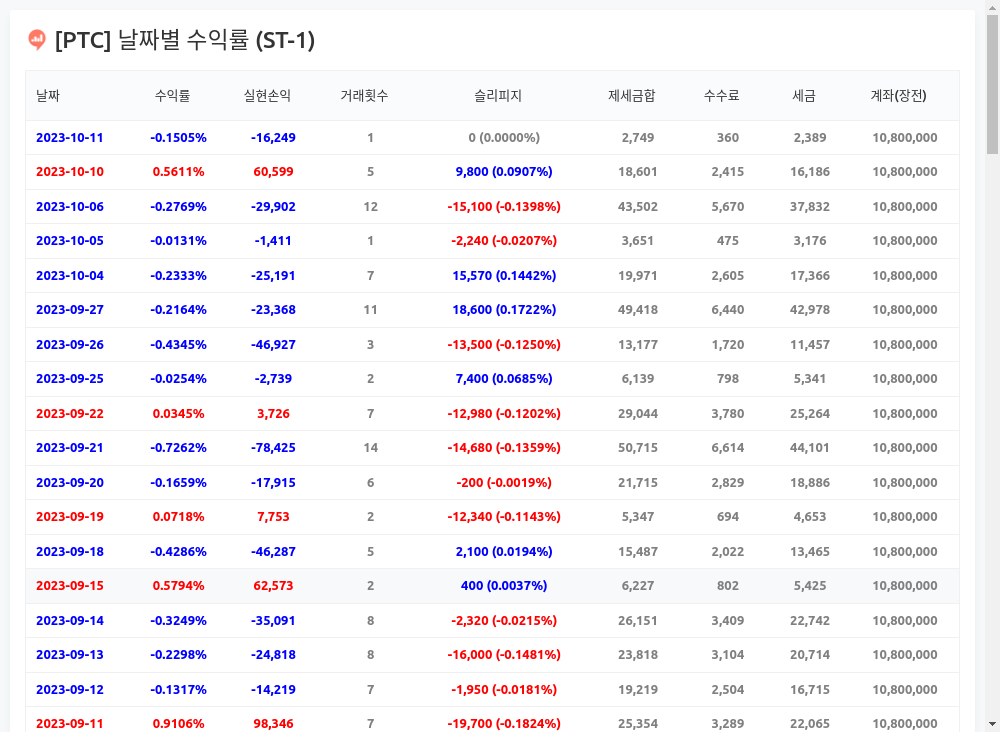 [PTC] 날짜별 수익률 (ST-1)
날짜 수익률 실현손익 거래횟수 슬리피지 제세금합 수수료 세금 계좌(장전)
2023-10-11 -0.1505% -16,249 1 0 (0.0000%) 2,749 360 2,389 10,800,000
2023-10-10 0.5611% 60,599 5 9,800 (0.0907%) 18,601 2,415 16,186 10,800,000
2023-10-06 -0.2769% -29,902 12 -15,100 (-0.1398%) 43,502 5,670 37,832 10,800,000
2023-10-05 -0.0131% -1,411 1 -2,240 (-0.0207%) 3,651 475 3,176 10,800,000
2023-10-04 -0.2333% -25,191 7 15,570 (0.1442%) 19,971 2,605 17,366 10,800,000
2023-09-27 -0.2164% -23,368 11 18,600 (0.1722%) 49,418 6,440 42,978 10,800,000
2023-09-26 -0.4345% -46,927 3 -13,500 (-0.1250%) 13,177 1,720 11,457 10,800,000
2023-09-25 -0.0254% -2,739 2 7,400 (0.0685%) 6,139 798 5,341 10,800,000
2023-09-22 0.0345% 3,726 7 -12,980 (-0.1202%) 29,044 3,780 25,264 10,800,000
2023-09-21 -0.7262% -78,425 14 -14,680 (-0.1359%) 50,715 6,614 44,101 10,800,000
2023-09-20 -0.1659% -17,915 6 -200 (-0.0019%) 21,715 2,829 18,886 10,800,000
2023-09-19 0.0718% 7,753 2 -12,340 (-0.1143%) 5,347 694 4,653 10,800,000
2023-09-18 -0.4286% -46,287 5 2,100 (0.0194%) 15,487 2,022 13,465 10,800,000
2023-09-15 0.5794% 62,573 2 400 (0.0037%) 6,227 802 5,425 10,800,000
2023-09-14 -0.3249% -35,091 8 -2,320 (-0.0215%) 26,151 3,409 22,742 10,800,000
2023-09-13 -0.2298% -24,818 8 -16,000 (-0.1481%) 23,818 3,104 20,714 10,800,000
2023-09-12 -0.1317% -14,219 7 -1,950 (-0.0181%) 19,219 2,504 16,715 10,800,000
2023-09-11 0.9106% 98,346 7 -19,700 (-0.1824%) 25,354 3,289 22,065 10,800,000